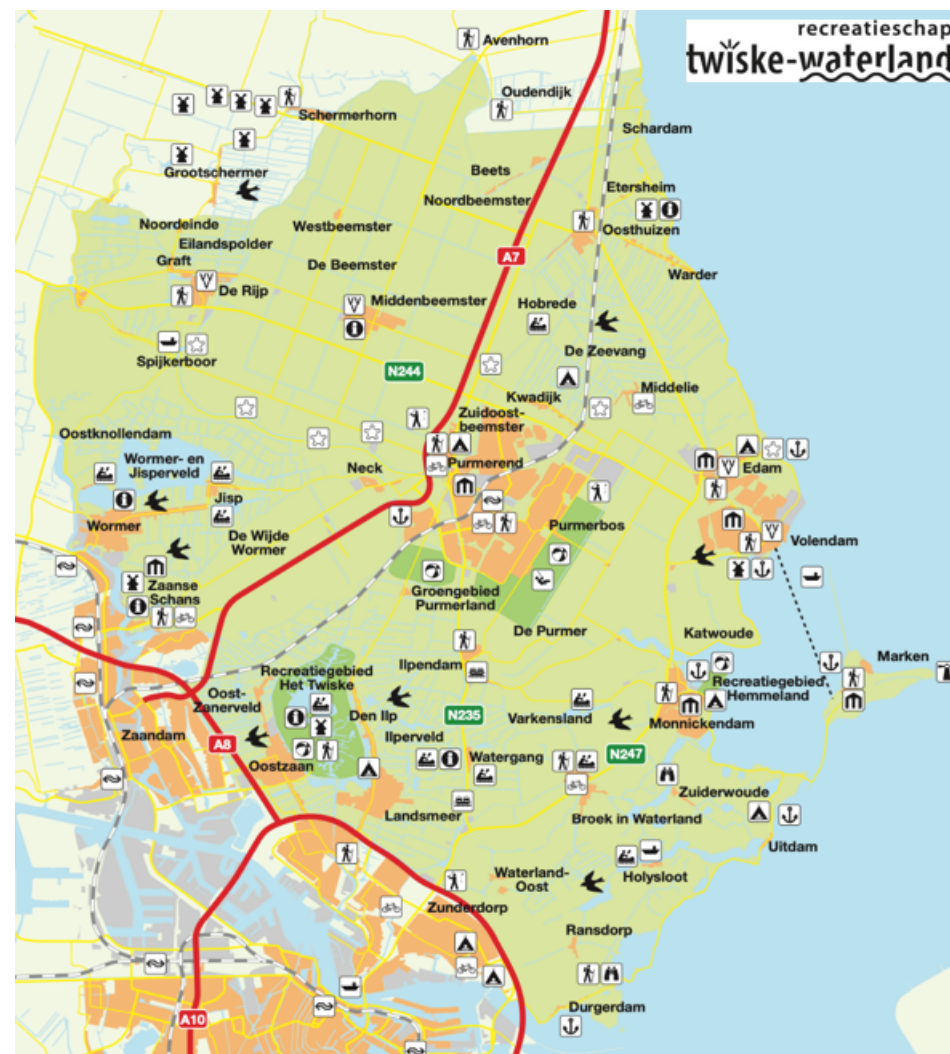 recreatieschap
twiske-waterland
Avenhorn
Oudendijk
Schermerhorn
Schardam
Grootschermer
Beets
Etersheim
Noordbeemster
Noordeinde
Westbeemster
Oosthuizen
Eilandspolder
Graft
De Beemster
A7
Warder
De Rijp
Middenbeemster
Hobrede
Spijkerboor
De Zeevang
N244
Kwadijk
Middelie
Zuidoost-
beemster
Oostknollendam
Wormer- en
Jisperveld
Neck
Purmerend
Edam
Jisp
Wormer
De Wijde
Wormer
Purmerbos
Volendam
Zaanse
Schans
Groengebied
Purmerland
De Purmer
Katwoude
Ilpendam
Marken
Recreatiegebied
Het Twiske
Recreatiegebied
Hemmeland
Oost-
Zanerveld
Den Ilp
N235
Varkensland
Monnickendam
Zaandam
A8
Ilperveld
Watergang
N247
Oostzaan
Zuiderwoude
Landsmeer
Broek in Waterland
Uitdam
Waterland-
Oost
Holysloot
Zunderdorp
Ransdorp
Durgerdam
A10